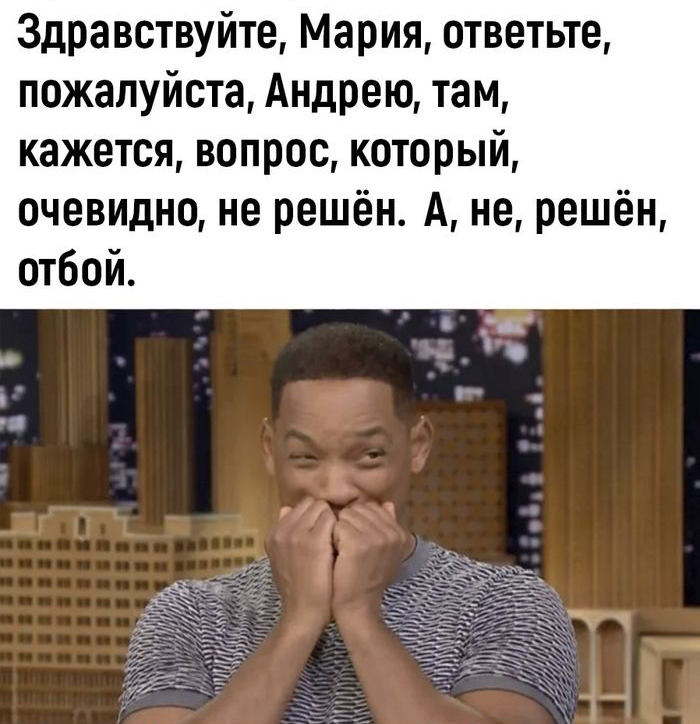 Здравствуйте, Мария, ответьте,
пожалуйста, Андрею, там,
кажется, вопрос, который,
очевидно, не решён. А, не, решён,
отбой.